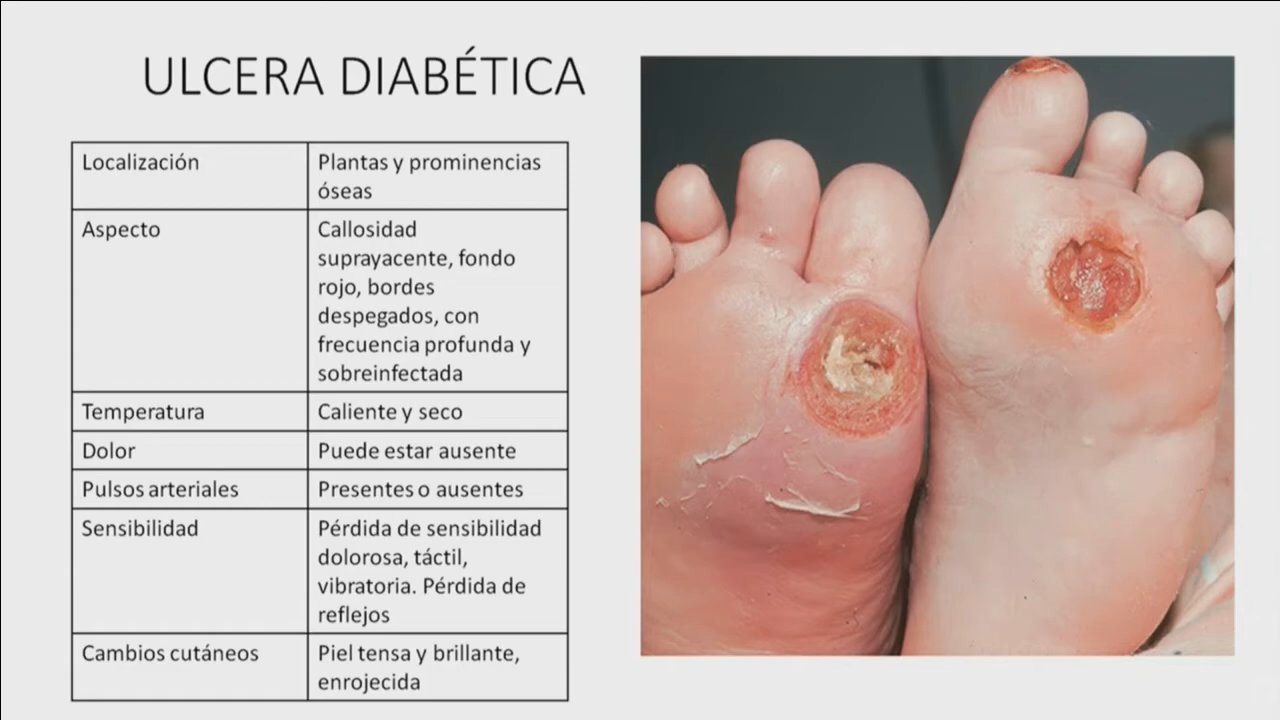 ULCERA DIABÉTICA
Localización
Plantas y prominencias
óseas
Aspecto
Callosidad
suprayacente, fondo
rojo, bordes
despegados, con
frecuencia profunda y
sobreinfectada
Temperatura
Caliente y seco
Dolor
Puede estar ausente
Pulsos arteriales
Presentes o ausentes
Sensibilidad
Pérdida de sensibilidad
dolorosa, táctil,
vibratoria. Pérdida de
reflejos
Cambios cutáneos
Piel tensa y brillante,
enrojecida